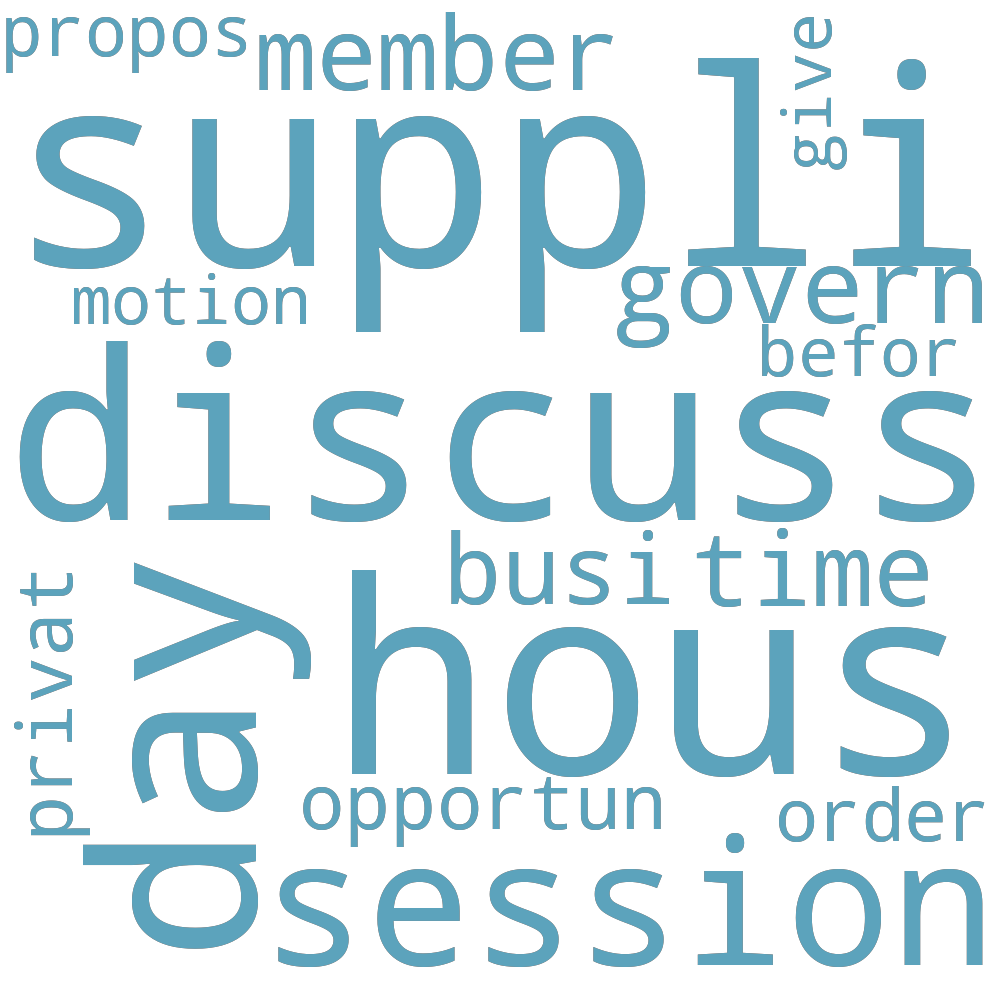 propos
member
give
suppli
motion
govern
befor
discuss
busi
time
privat
day
hous
opportun
order
session